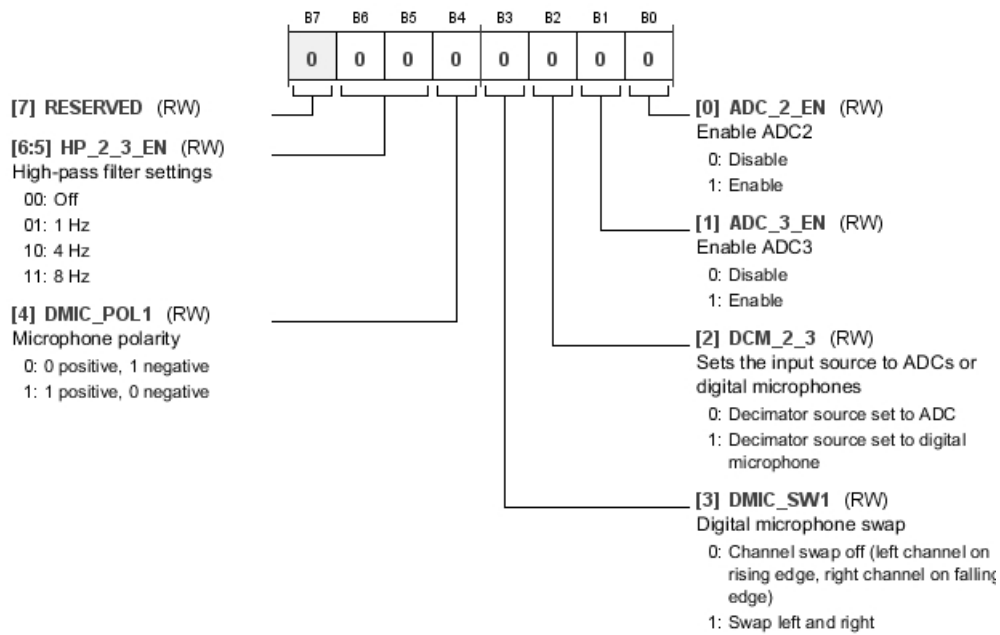 B7 B6 B5 B4 B3 B2 B1 B0
0 0 0 0 0 0 0 0
[7] RESERVED (RW)
[6:5] HP_2_3_EN (RW)
High-pass filter settings
00: Off
01: 1 Hz
10: 4 Hz
11: 8 Hz
[4] DMIC_POL1 (RW)
Microphone polarity
0: 0 positive, 1 negative
1: 1 positive, 0 negative
[0] ADC_2_EN (RW)
Enable ADC2
0: Disable
1: Enable
[1] ADC_3_EN (RW)
Enable ADC3
0: Disable
1: Enable
[2] DCM_2_3 (RW)
Sets the input source to ADCs or
digital microphones
0: Decimator source set to ADC
1: Decimator source set to digital
microphone
[3] DMIC_SW1 (RW)
Digital microphone swap
0: Channel swap off (left channel on
rising edge, right channel on falling
edge)
1: Swap left and right